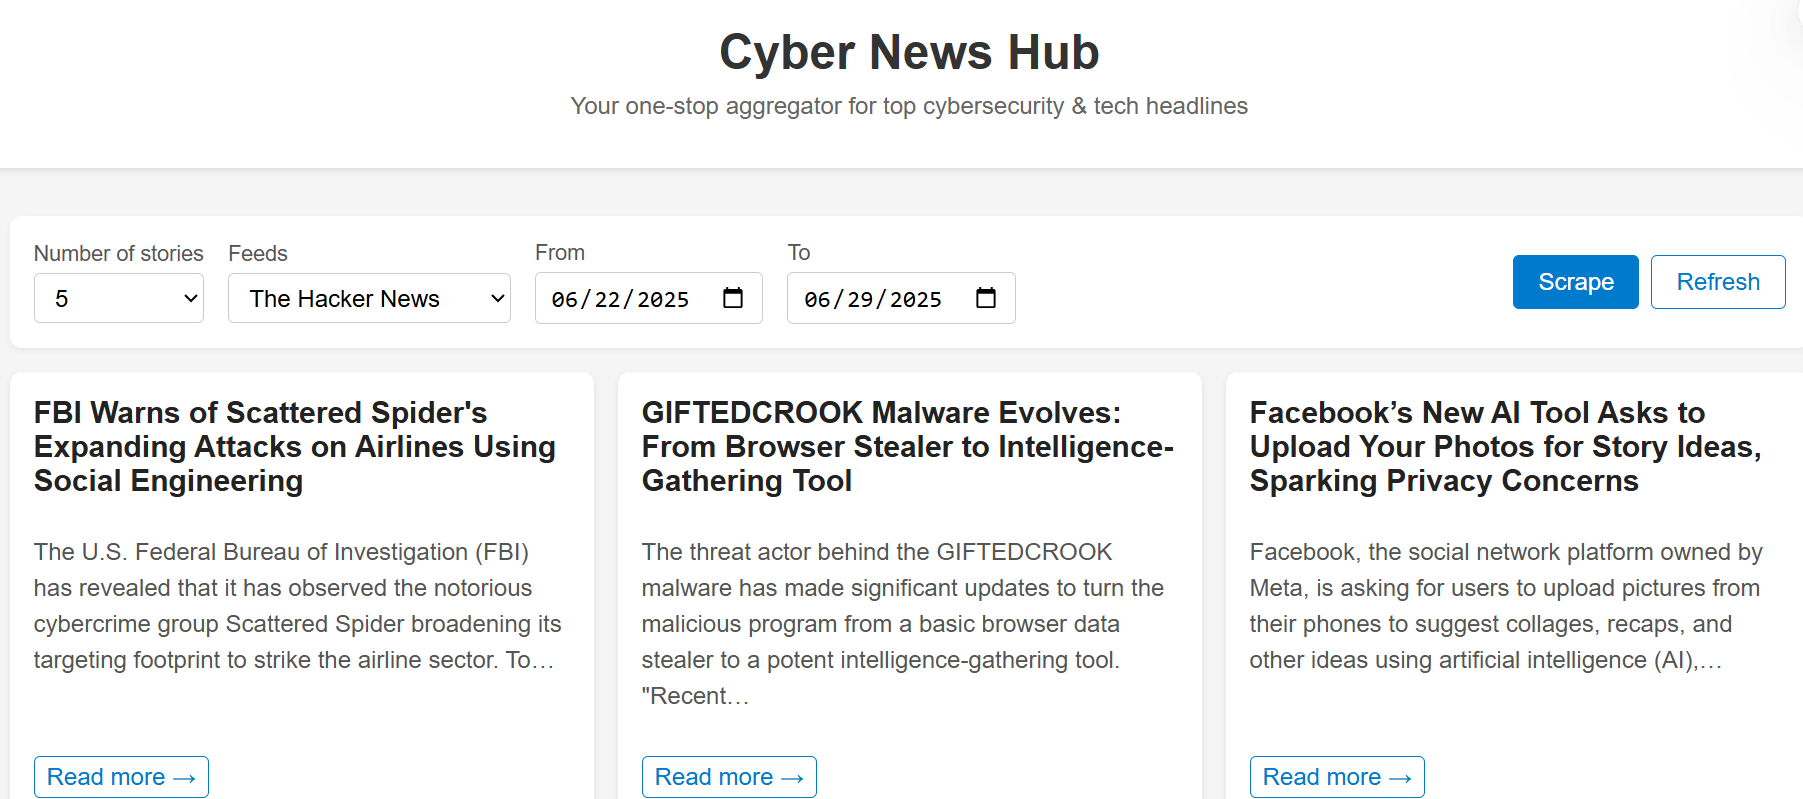 Cyber News Hub
Your one-stop aggregator for top cybersecurity & tech headlines
Number of stories
5
Feeds
The Hacker News
From
06/22/2025
To
06/29/2025
Scrape
Refresh
FBI Warns of Scattered Spider's
Expanding Attacks on Airlines Using
Social Engineering
The U.S. Federal Bureau of Investigation (FBI)
has revealed that it has observed the notorious
cybercrime group Scattered Spider broadening its
targeting footprint to strike the airline sector. To…
Read more →
GIFTEDCROOK Malware Evolves:
From Browser Stealer to Intelligence-
Gathering Tool
The threat actor behind the GIFTEDCROOK
malware has made significant updates to turn the
malicious program from a basic browser data
stealer to a potent intelligence-gathering tool.
"Recent…
Read more →
Facebook’s New AI Tool Asks to
Upload Your Photos for Story Ideas,
Sparking Privacy Concerns
Facebook, the social network platform owned by
Meta, is asking for users to upload pictures from
their phones to suggest collages, recaps, and
other ideas using artificial intelligence (AI),…
Read more →